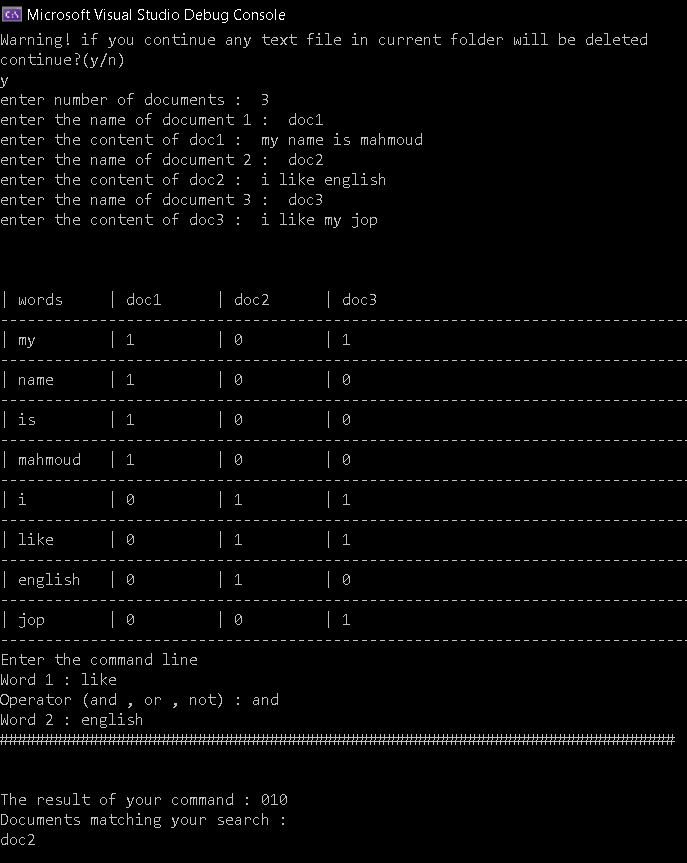 Microsoft Visual Studio Debug Console
Warning! if you continue any text file in current folder will be deleted
continue?(y/n)
y
enter number of documents :  3
enter the name of document 1 :  doc1
enter the content of doc1 :  my name is mahmoud
enter the name of document 2 :  doc2
enter the content of doc2 :  i like english
enter the name of document 3 :  doc3
enter the content of doc3 :  i like my jop
| words | doc1 | doc2 | doc3
| my | 1 | 0 | 1
| name | 1 | 0 | 0
| is | 1 | 0 | 0
| mahmoud | 1 | 0 | 0
| i | 0 | 1 | 1
| like | 0 | 1 | 1
| english | 0 | 1 | 0
| jop | 0 | 0 | 1
Enter the command line
Word 1 : like
Operator (and , or , not) : and
Word 2 : english
###########################################################################
The result of your command : 010
Documents matching your search :
doc2